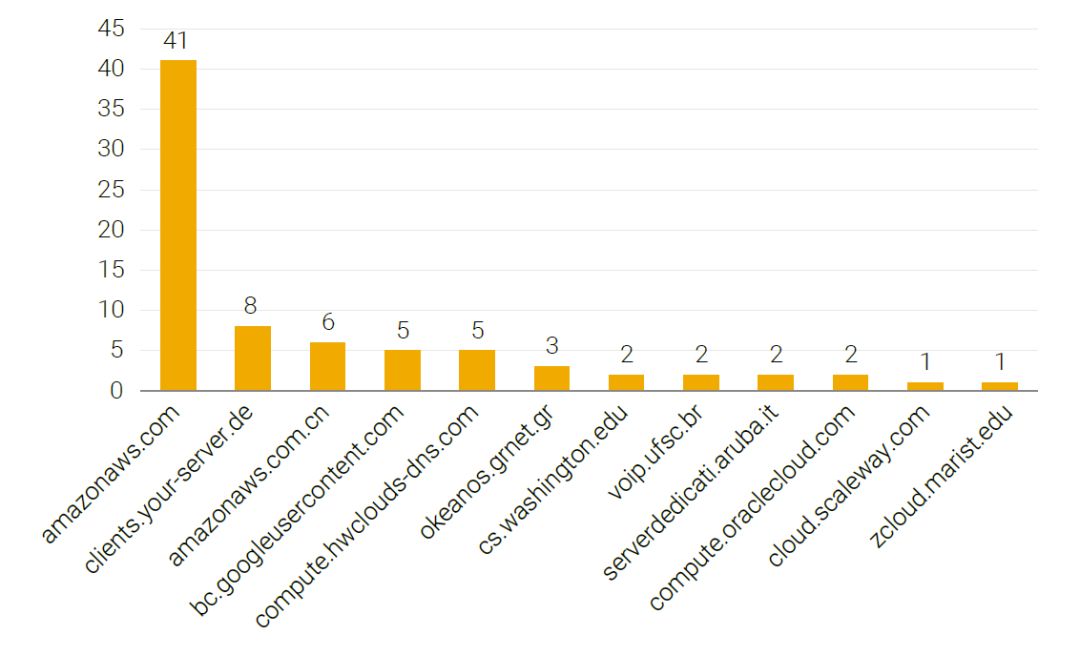 45
40
35
30
25
20
15
10
5
0
41
8
6
5
5
3
2
2
2
2
1
1
amazonaws.com
clients.your-server.de
amazonaws.com.cn
bc.googleusercontent.com
compute.hwclouds-dns.com
okeanos.grnet.gr
cs.washington.edu
voip.ufsc.br
serverdedicati.aruba.it
compute.oraclecloud.com
cloud.scaleway.com
zcloud.marist.edu